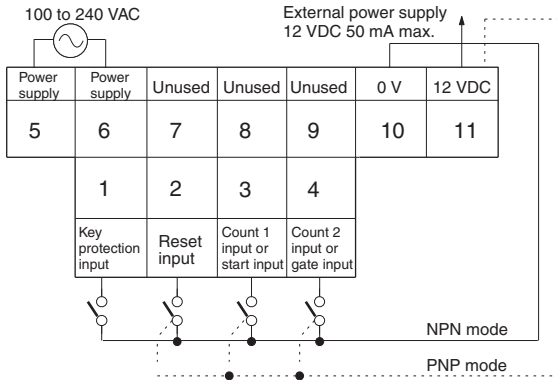 100 to 240 VAC
External power supply
12 VDC 50 mA max.
Power supply
Power supply
Unused
Unused
Unused
0 V
12 VDC
5
6
7
8
9
10
11
1
2
3
4
Key
protection
input
Reset
input
Count 1
input or
start input
Count 2
input or
gate input
NPN mode
PNP mode